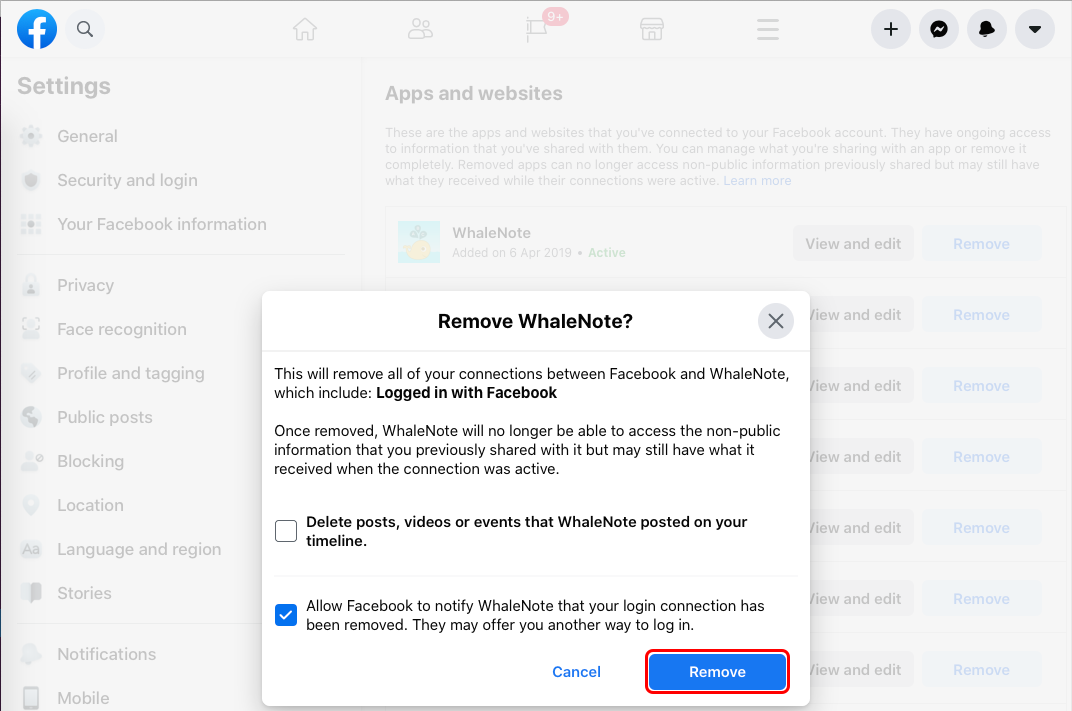 9+
Settings
General
Security and login
Your Facebook information
Privacy
Face recognition
Profile and tagging
Public posts
Blocking
Location
Aa Language and region
Stories
Notifications
Mobile
Apps and websites
These are the apps and websites that you've connected to your Facebook account. They have ongoing access
to information that you've shared with them. You can manage what you're sharing with an app or remove it
completely. Removed apps can no longer access non-public information previously shared but may still have
what they received while their connections were active. Learn more
WhaleNote
Added on 6 Apr 2019 • Active
View and edit Remove
View and edit Remove
View and edit Remove
View and edit Remove
View and edit Remove
View and edit Remove
View and edit Remove
Remove WhaleNote?
This will remove all of your connections between Facebook and WhaleNote,
which include: Logged in with Facebook
Once removed, WhaleNote will no longer be able to access the non-public
information that you previously shared with it but may still have what it
received when the connection was active.
Delete posts, videos or events that WhaleNote posted on your
timeline.
Allow Facebook to notify WhaleNote that your login connection has
been removed. They may offer you another way to log in.
Cancel Remove